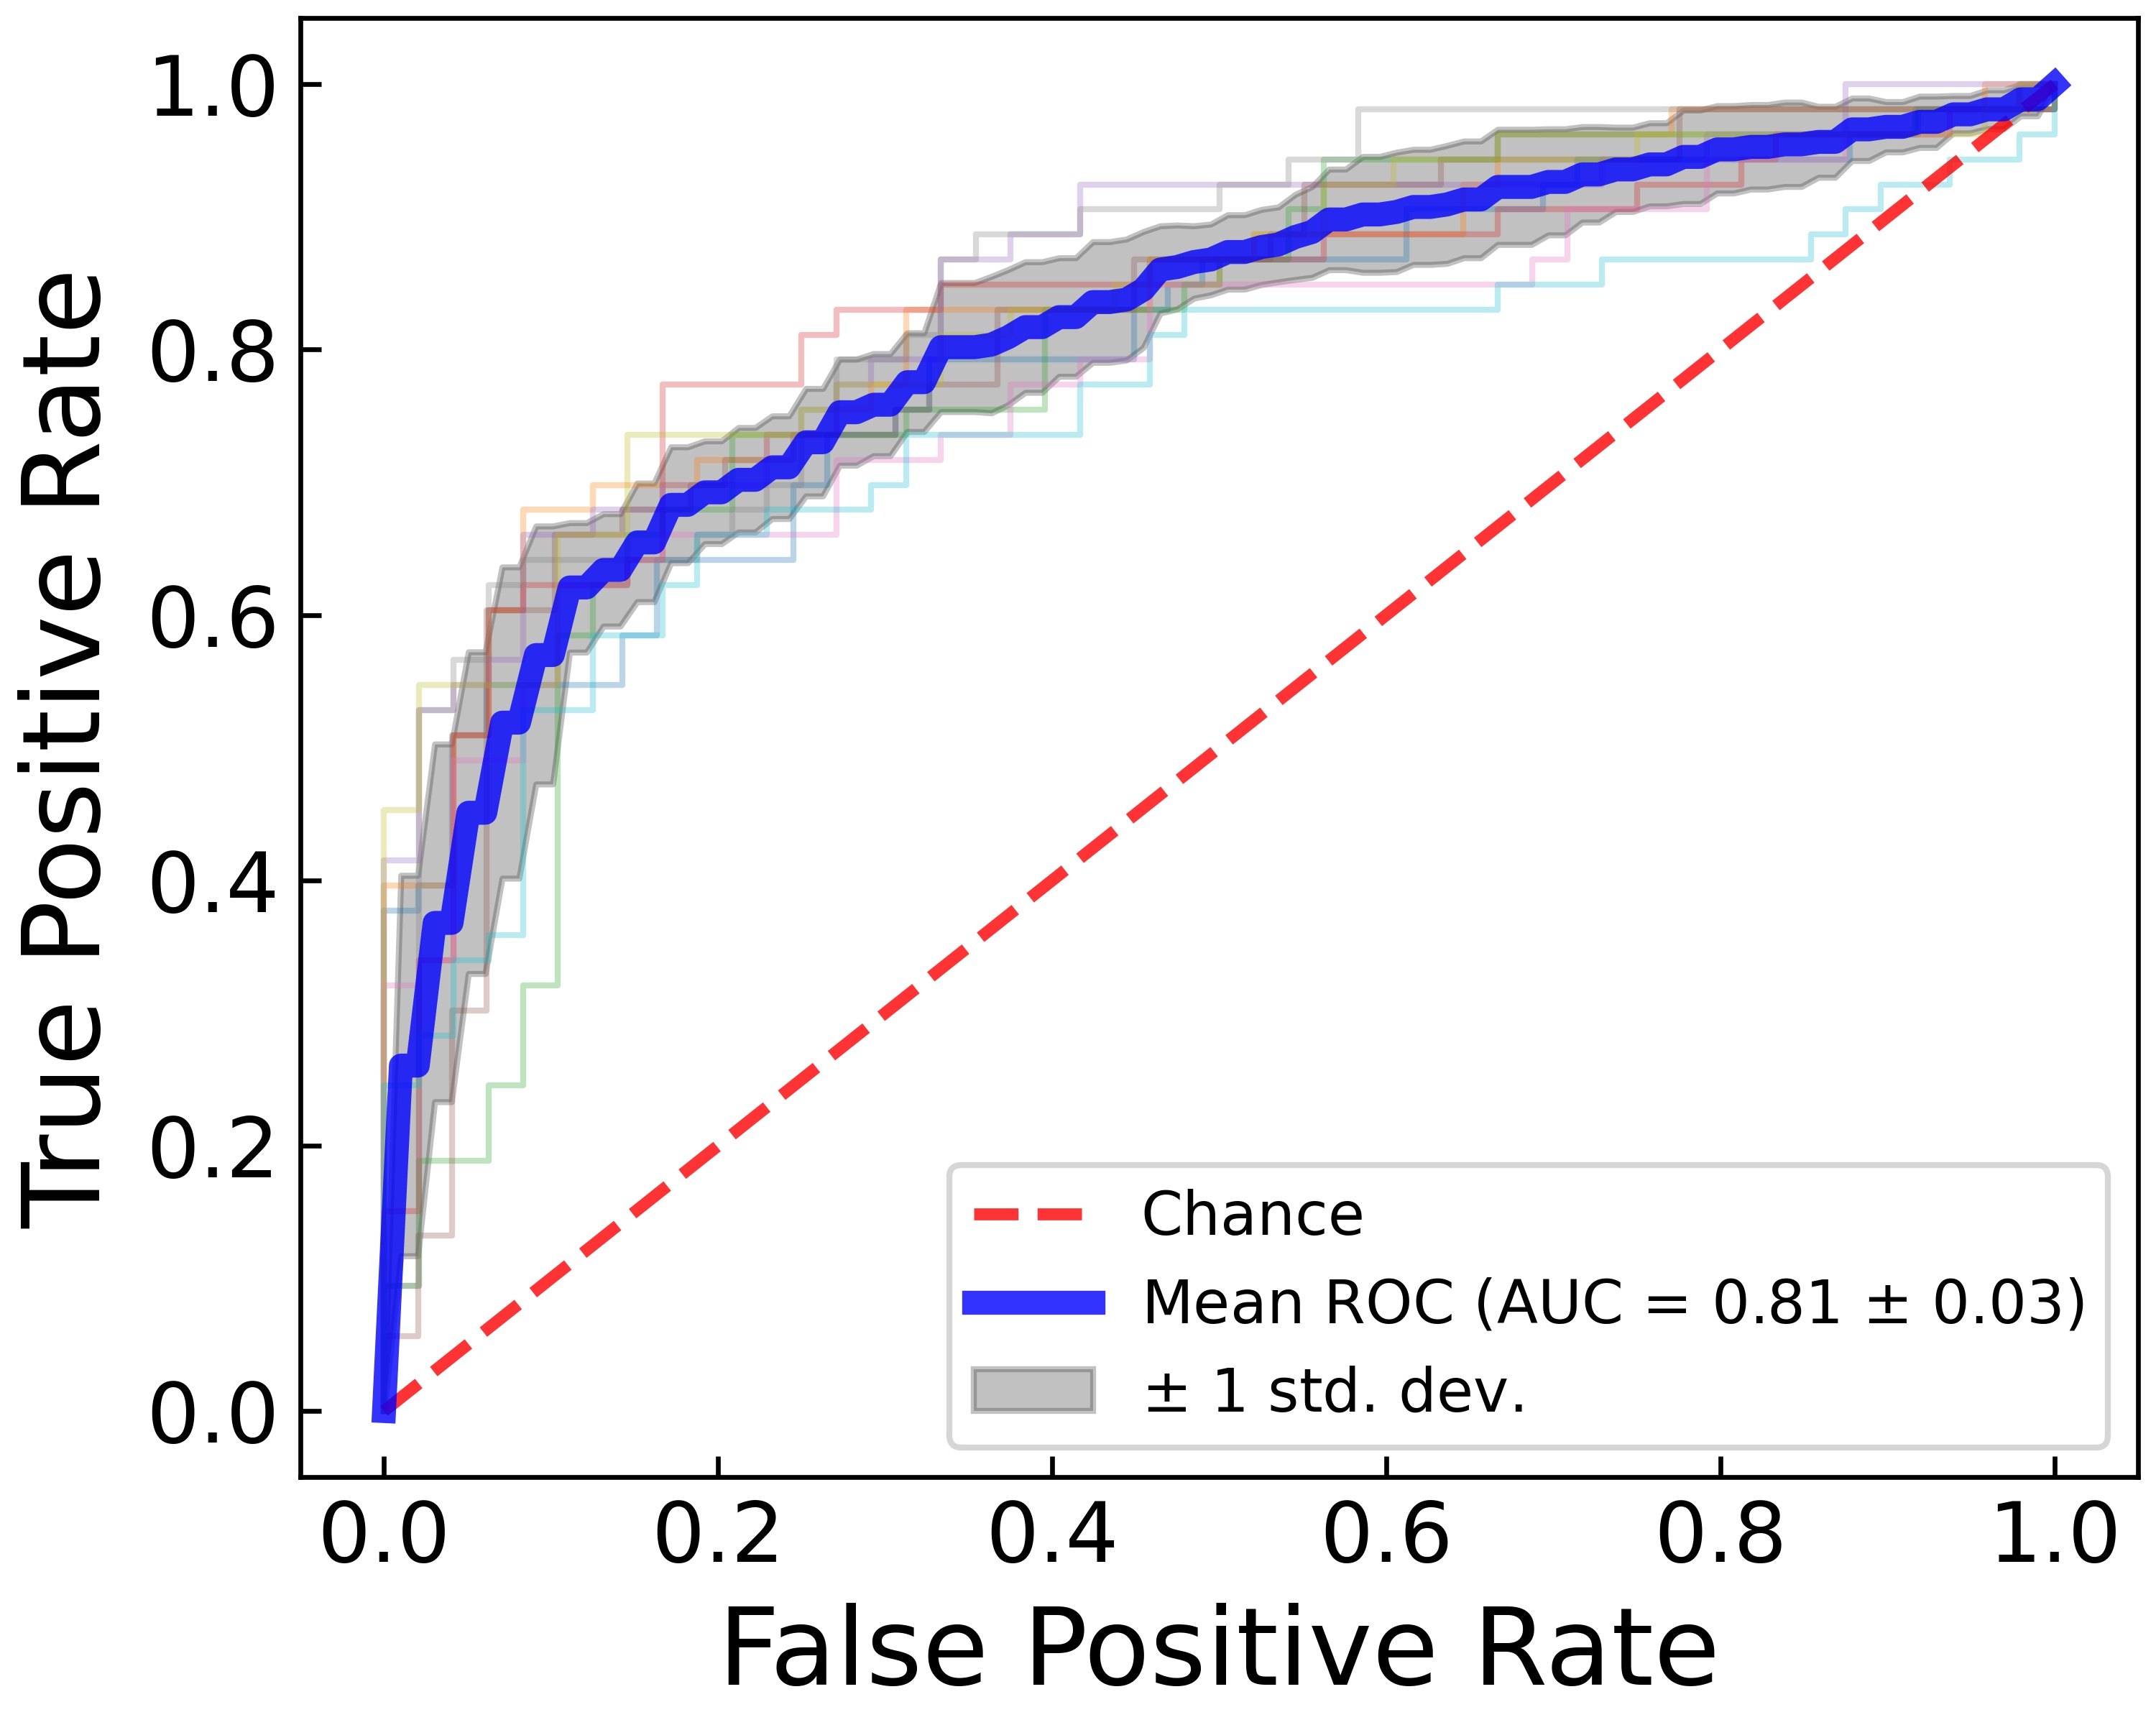 True Positive Rate
1.0
0.8
0.6
0.4
0.2
0.0
Chance
Mean ROC (AUC = 0.81 ± 0.03)
± 1 std. dev.
0.0 0.2 0.4 0.6 0.8 1.0
False Positive Rate